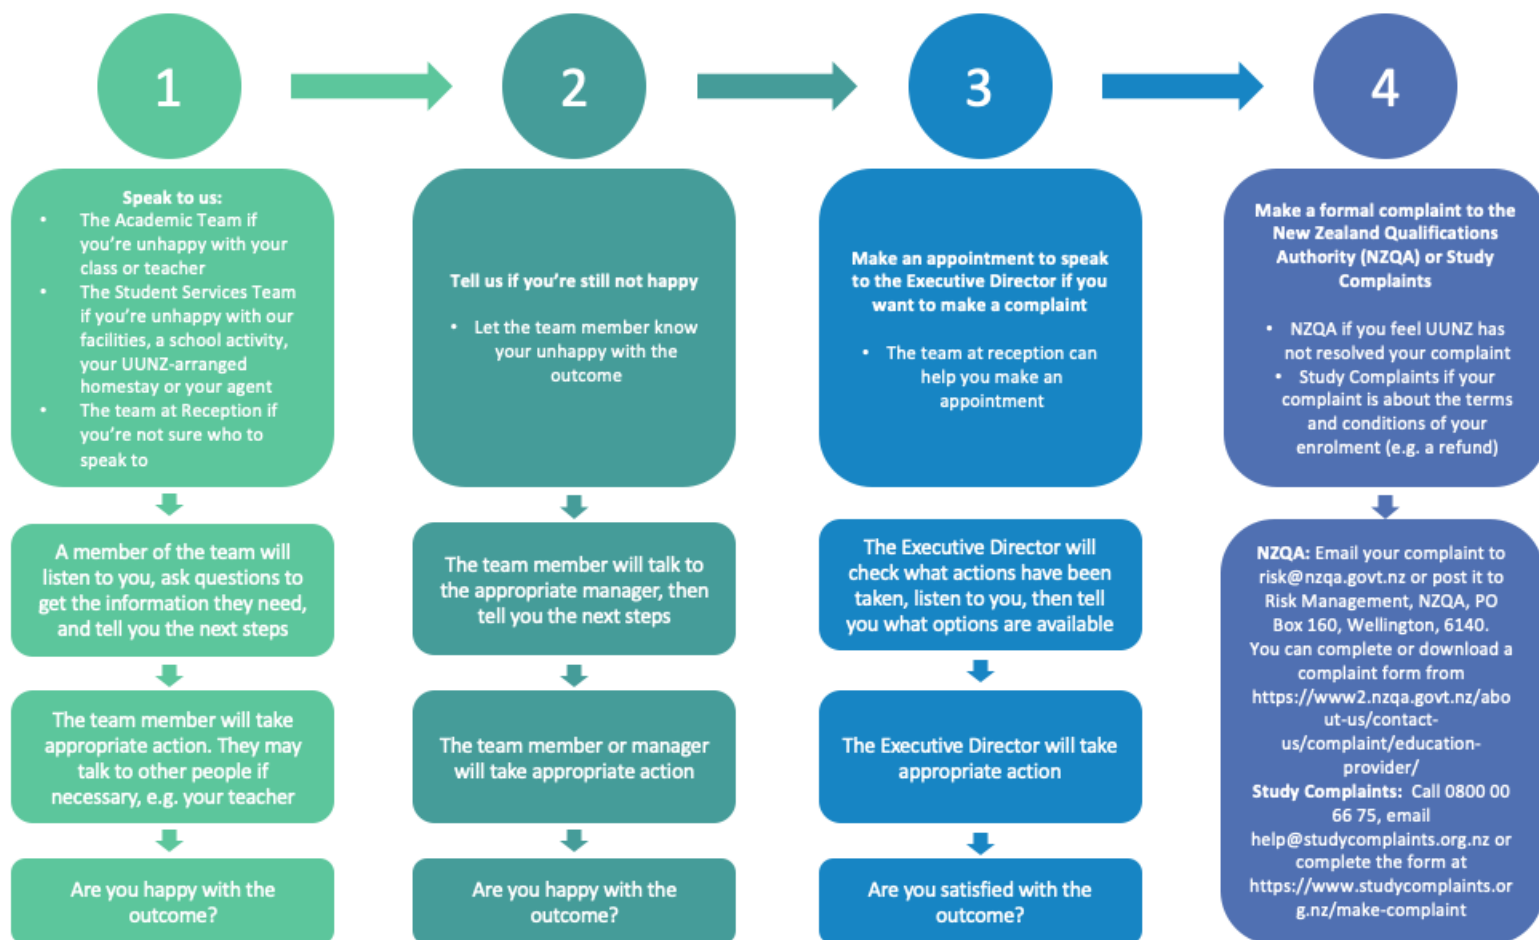 1
2
3
4
Speak to us:
• The Academic Team if
you're unhappy with your
class or teacher
• The Student Services Team
if you're unhappy with our
facilities, a school activity,
your UUNZ-arranged
homestay or your agent
• The team at Reception if
you're not sure who to
speak to
A member of the team will
listen to you, ask questions to
get the information they need,
and tell you the next steps
The team member will take
appropriate action. They may
talk to other people if
necessary, e.g. your teacher
Are you happy with the
outcome?
Tell us if you're still not happy
• Let the team member know
your unhappy with the
outcome
The team member will talk to
the appropriate manager, then
tell you the next steps
The team member or manager
will take appropriate action
Are you happy with the
outcome?
Make an appointment to speak
to the Executive Director if you
want to make a complaint
• The team at reception can
help you make an
appointment
The Executive Director will
check what actions have been
taken, listen to you, then tell
you what options are available
The Executive Director will take
appropriate action
Are you satisfied with the
outcome?
Make a formal complaint to the
New Zealand Qualifications
Authority (NZQA) or Study
Complaints
• NZQA if you feel UUNZ has
not resolved your complaint
• Study Complaints if your
complaint is about the terms
and conditions of your
enrolment (e.g. a refund)
NZQA: Email your complaint to
risk@nzqa.govt.nz or post it to
Risk Management, NZQA, PO
Box 160, Wellington, 6140.
You can complete or download a
complaint form from
https://www2.nzqa.govt.nz/abo
ut-us/contact-
us/complaint/education-
provider/
Study Complaints: Call 0800 00
66 75, email
help@studycomplaints.org.nz or
complete the form at
https://www.studycomplaints.or
g.nz/make-complaint